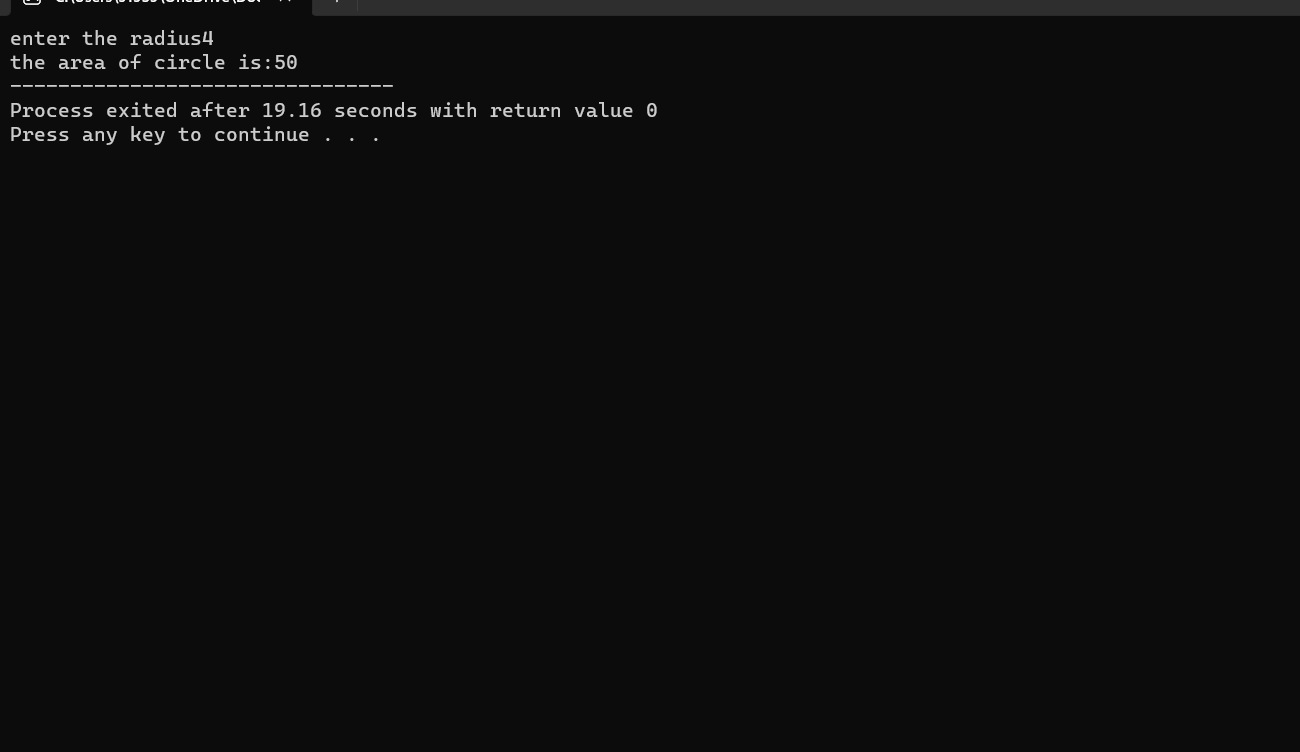 enter the radius4
the area of circle is:50
--------------------------------
Process exited after 19.16 seconds with return value 0
Press any key to continue . . .